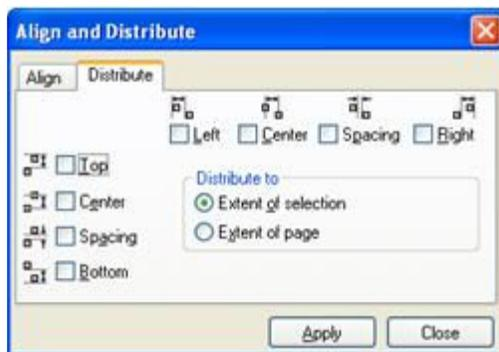 Align and Distribute
Align Distribute
Left Center Spacing Right
Top
Distribute to
Center Extent of selection
Spacing Extent of page
Bottom
Apply Close